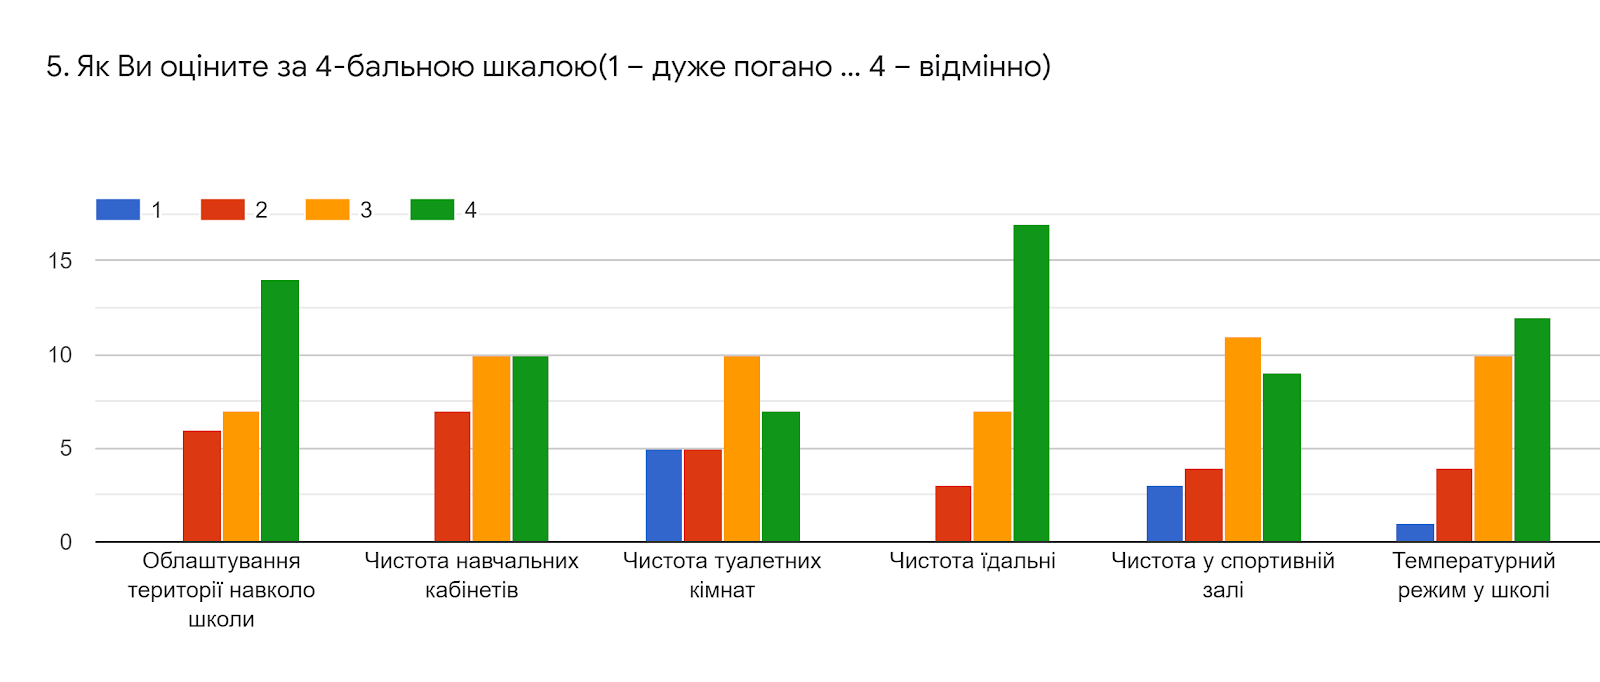 5. Як Ви оціните за 4-бальною шкалою(1 – дуже погано ... 4 – відмінно)
1 2 3 4
15
10
5
0
Облаштування
території навколо
школи
Чистота навчальних
кабінетів
Чистота туалетних
кімнат
Чистота їдальні
Чистота у спортивній
залі
Температурний
режим у школі